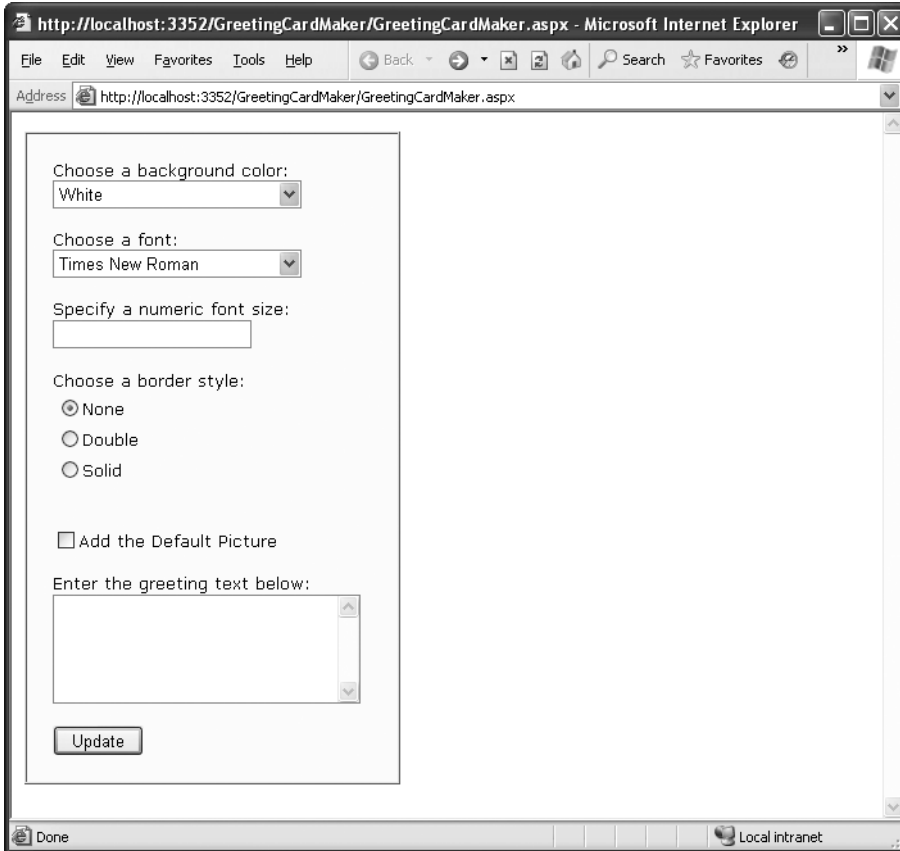 http://localhost:3352/GreetingCardMaker/GreetingCardMaker.aspx - Microsoft Internet Explorer
File Edit View Favorites Tools Help Back Search Favorites »
Address http://localhost:3352/GreetingCardMaker/GreetingCardMaker.aspx
Choose a background color:
White
Choose a font:
Times New Roman
Specify a numeric font size:
Choose a border style:
None
Double
Solid
Add the Default Picture
Enter the greeting text below:
Update
Done Local intranet